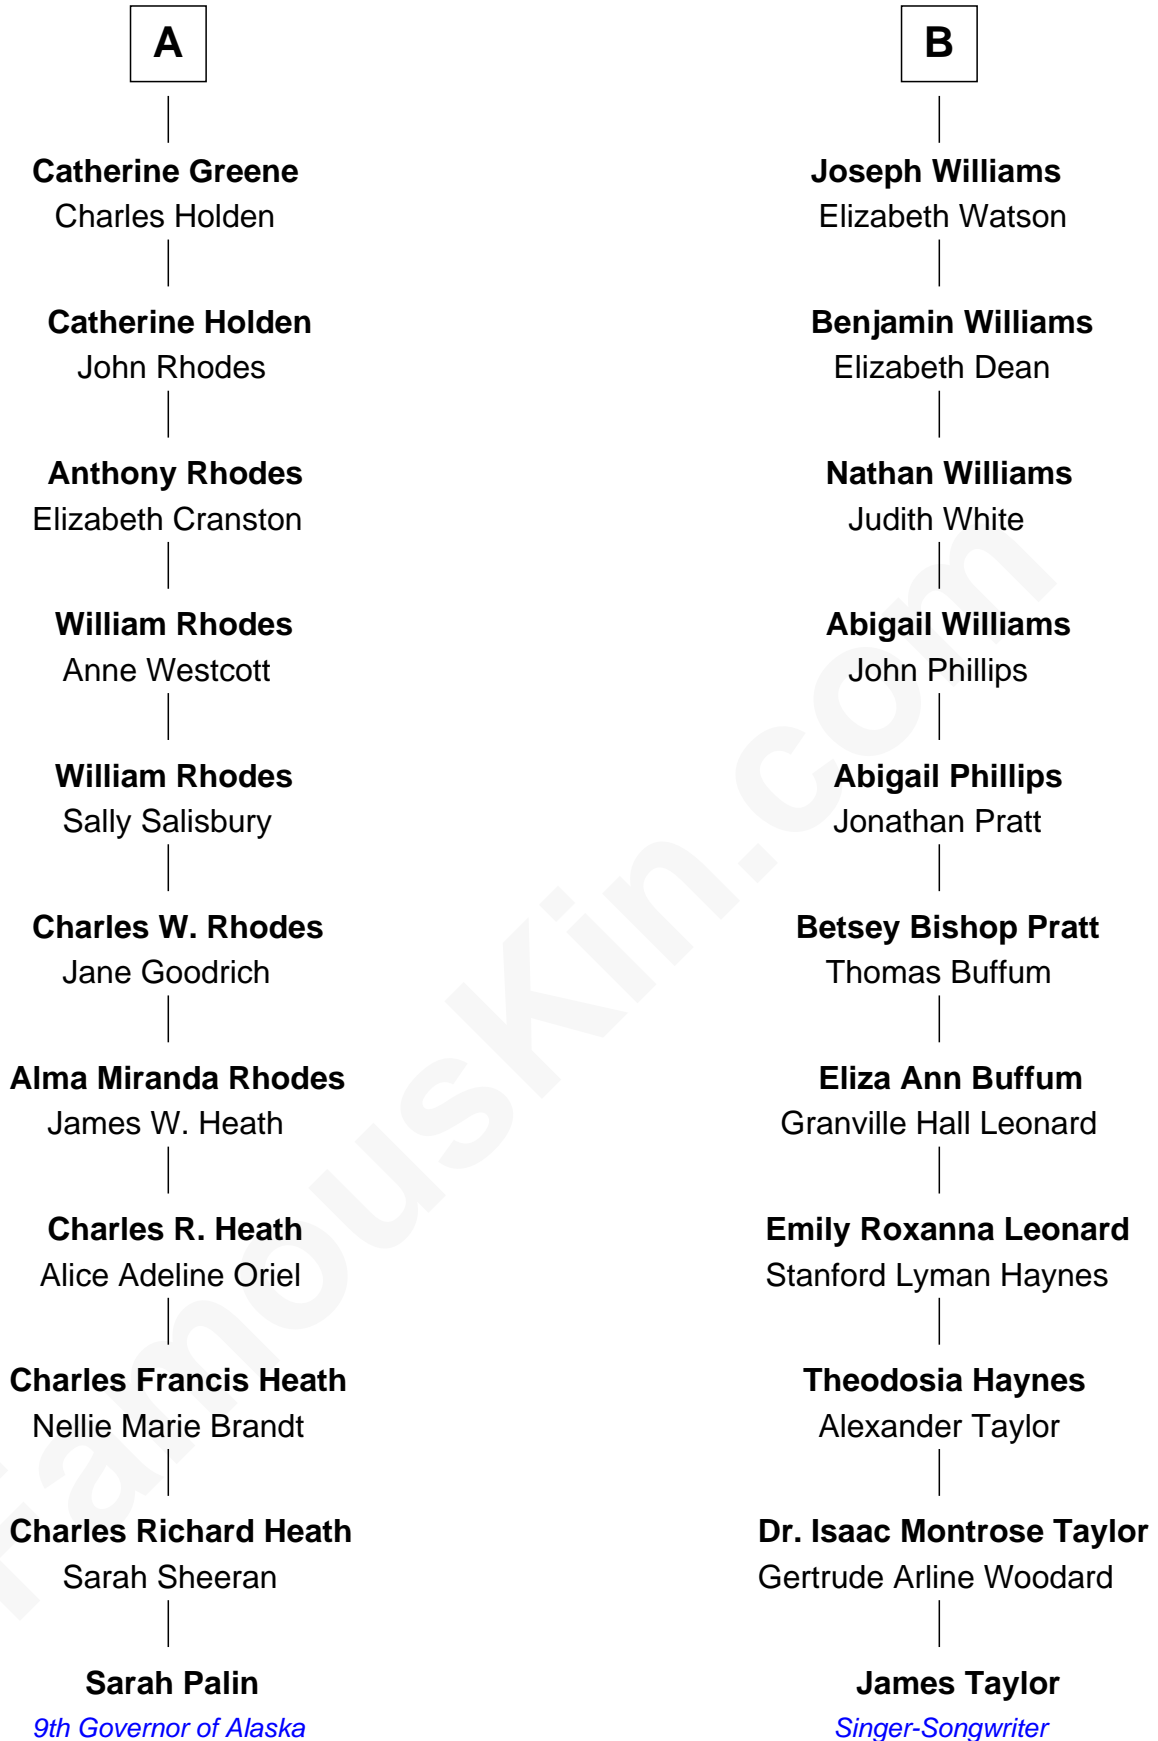 A
Catherine Greene
Charles Holden
Catherine Holden
John Rhodes
Anthony Rhodes
Elizabeth Cranston
William Rhodes
Anne Westcott
William Rhodes
Sally Salisbury
Charles W. Rhodes
Jane Goodrich
Alma Miranda Rhodes
James W. Heath
Charles R. Heath
Alice Adeline Oriel
Charles Francis Heath
Nellie Marie Brandt
Charles Richard Heath
Sarah Sheeran
Sarah Palin
9th Governor of Alaska
B
Joseph Williams
Elizabeth Watson
Benjamin Williams
Elizabeth Dean
Nathan Williams
Judith White
Abigail Williams
John Phillips
Abigail Phillips
Jonathan Pratt
Betsey Bishop Pratt
Thomas Buffum
Eliza Ann Buffum
Granville Hall Leonard
Emily Roxanna Leonard
Stanford Lyman Haynes
Theodosia Haynes
Alexander Taylor
Dr. Isaac Montrose Taylor
Gertrude Arline Woodard
James Taylor
Singer-Songwriter
FamousKin.com